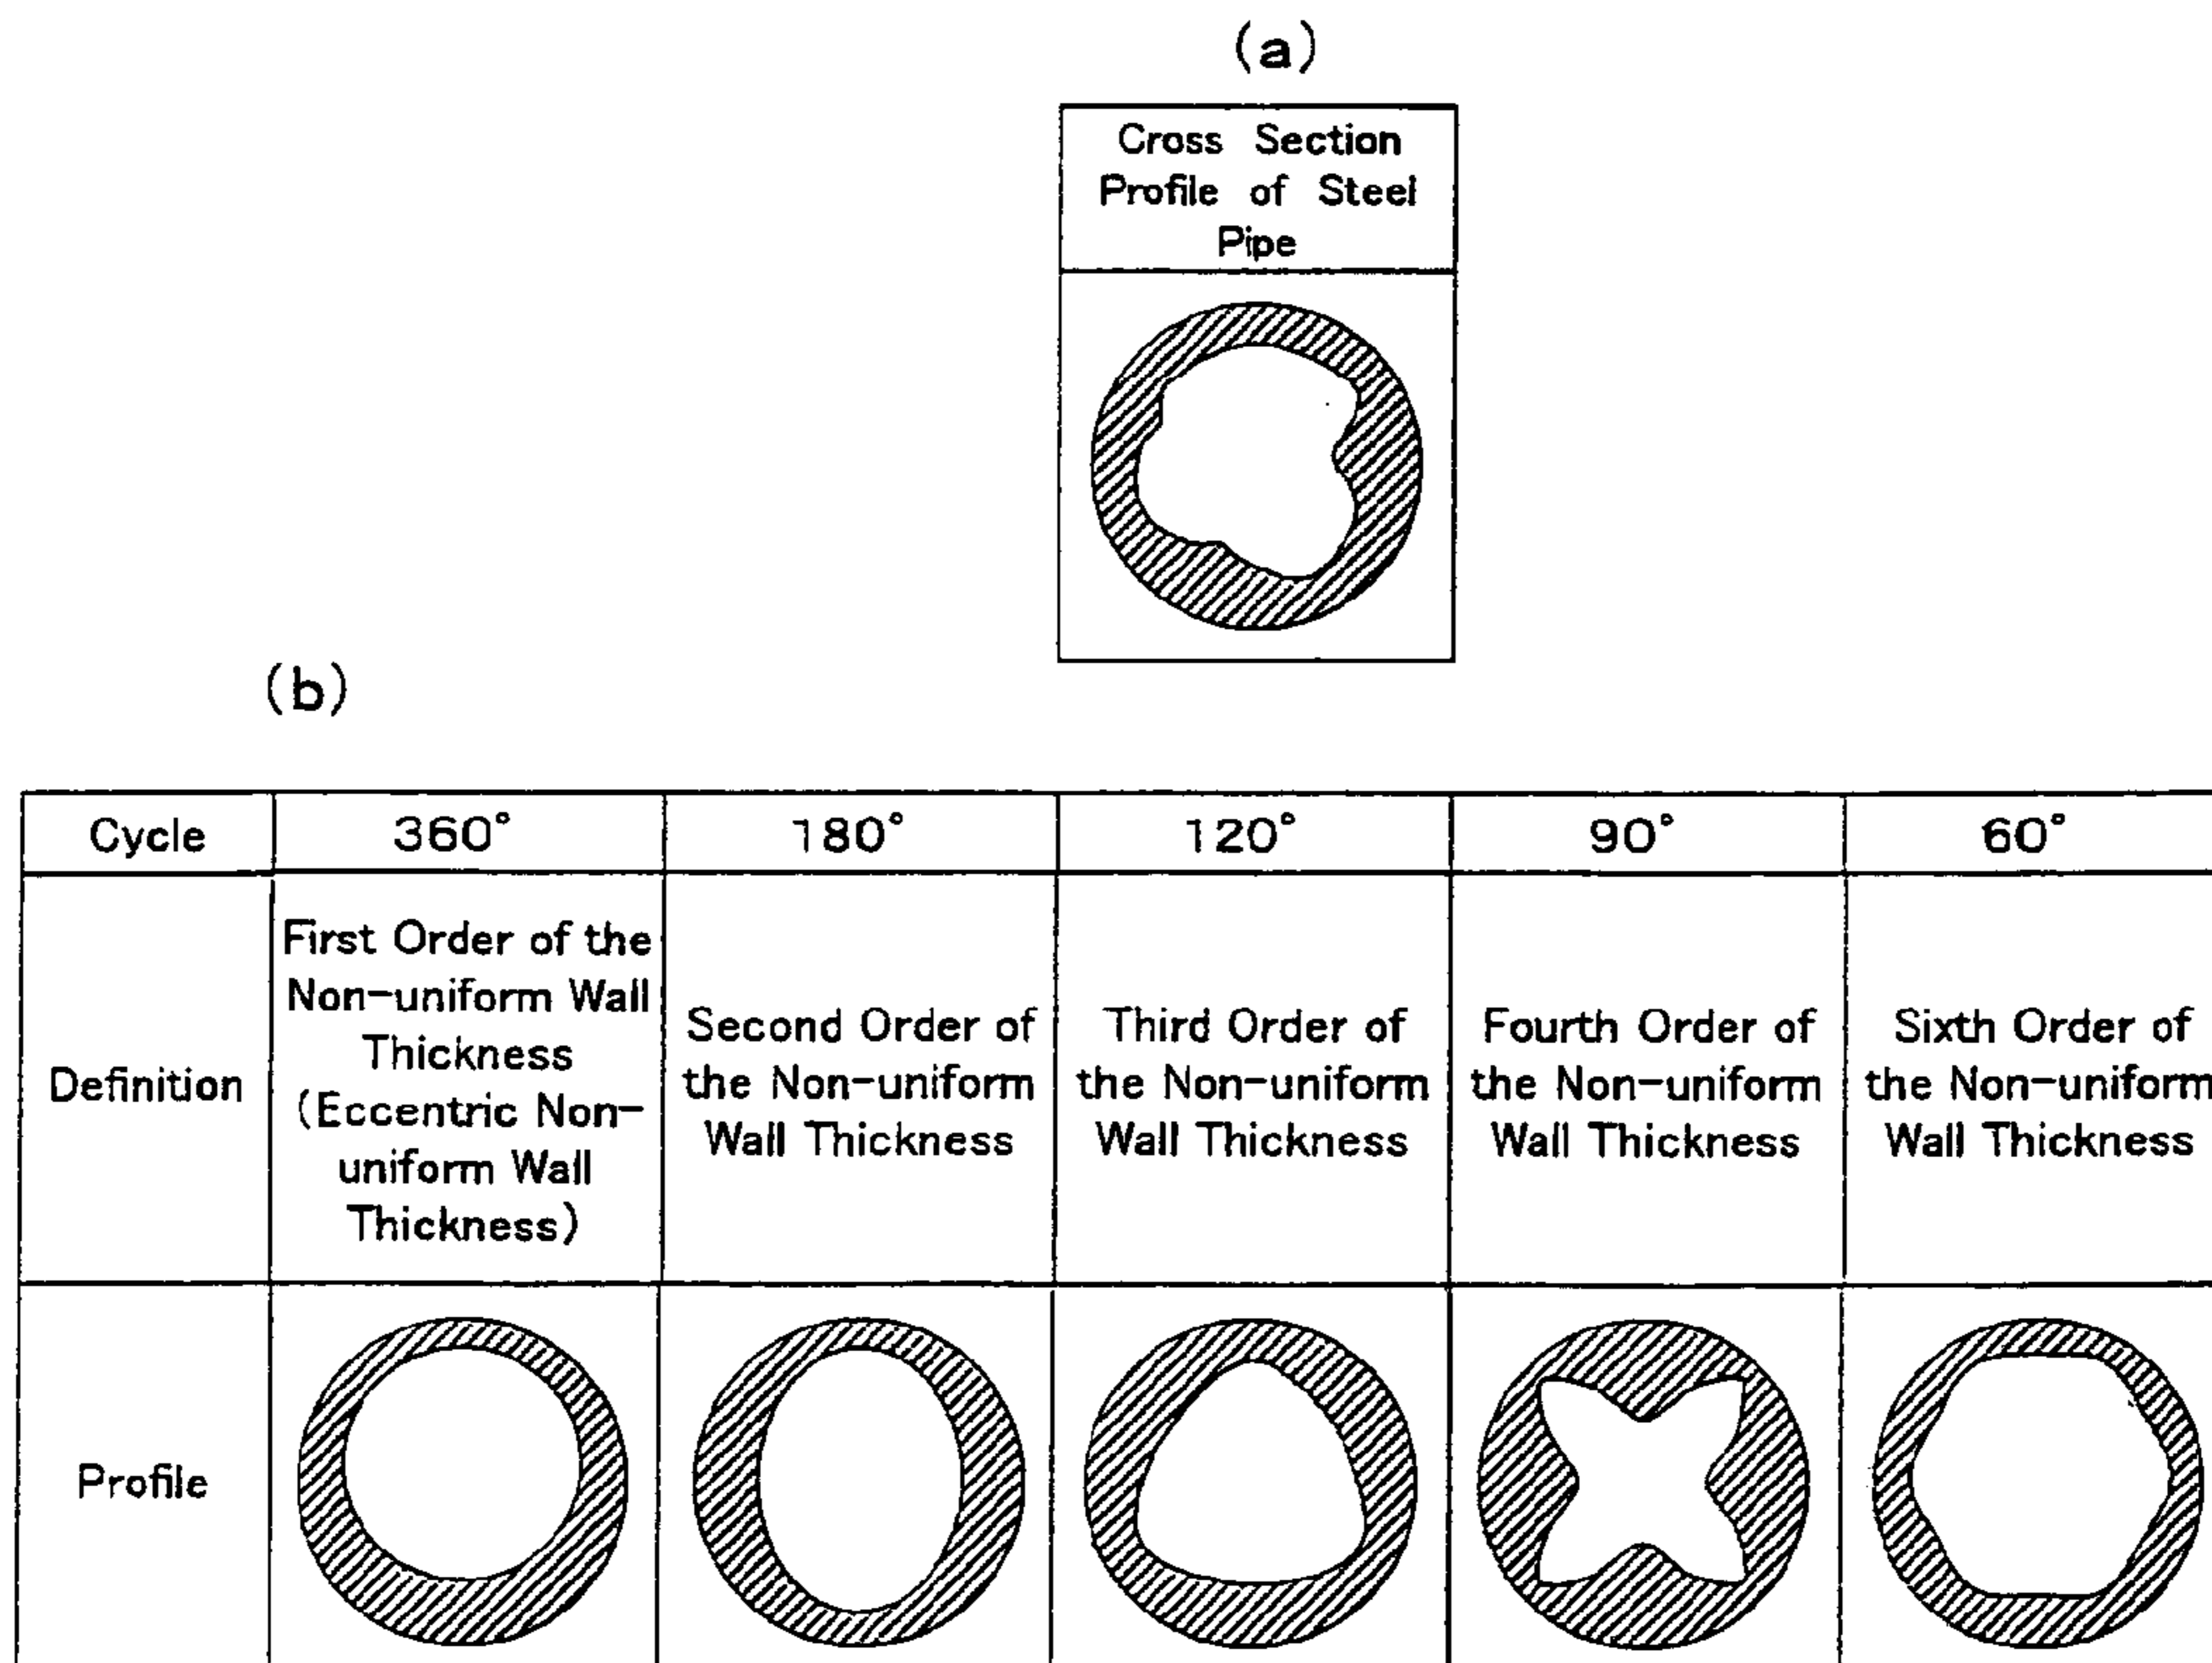 (a)
Cross Section
Profile of Steel
Pipe
(b)
Cycle
360°
180°
120°
90°
60°
Definition
First Order of the
Non-uniform Wall
Thickness
(Eccentric Non-
uniform Wall
Thickness)
Second Order of
the Non-uniform
Wall Thickness
Third Order of
the Non-uniform
Wall Thickness
Fourth Order of
the Non-uniform
Wall Thickness
Sixth Order of
the Non-uniform
Wall Thickness
Profile